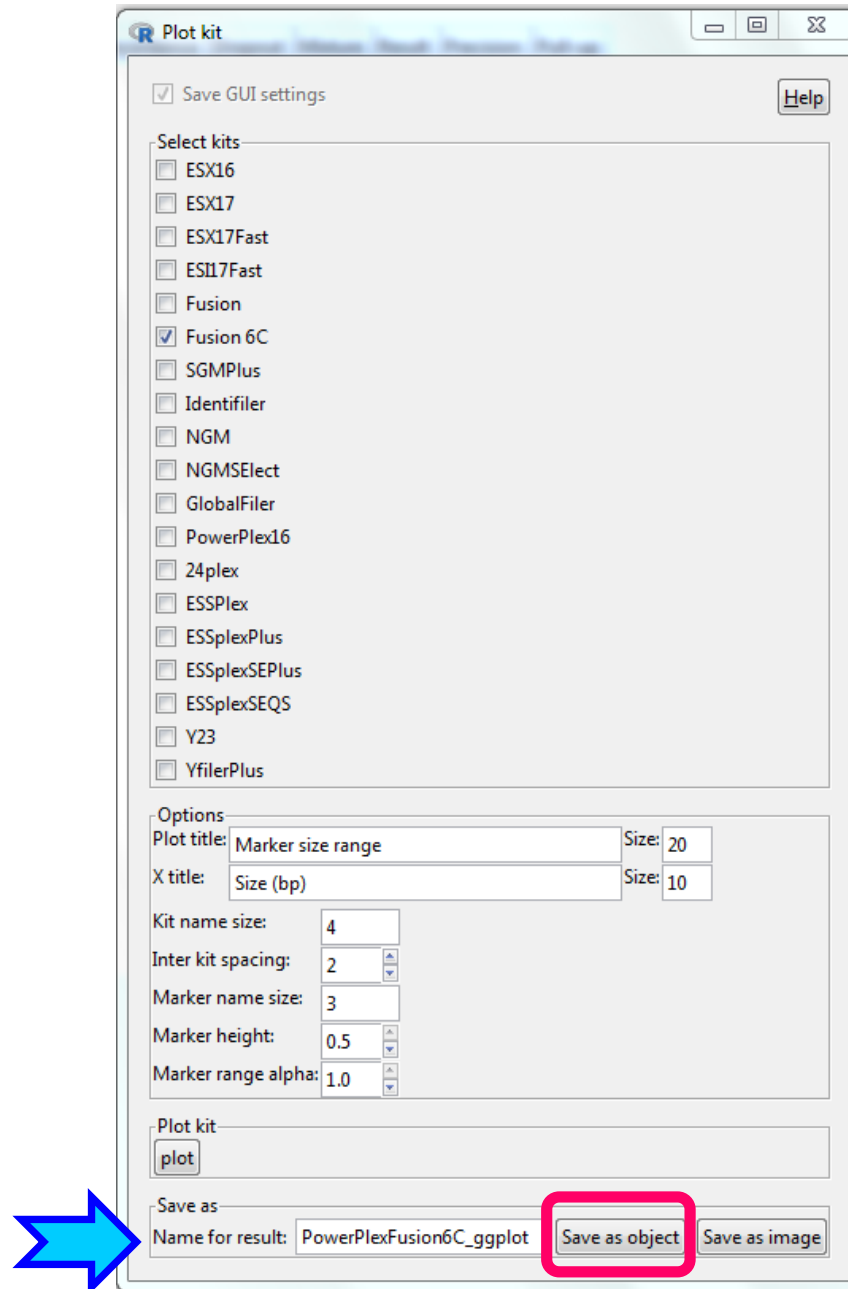 Plot kit
Save GUI settings
Help
Select kits
ESX16
ESX17
ESX17Fast
ESI17Fast
Fusion
Fusion 6C
SGMPlus
Identifiler
NGM
NGMSElect
GlobalFiler
PowerPlex16
24plex
ESSPlex
ESSplexPlus
ESSplexSEPlus
ESSplexSEQS
Y23
YfilerPlus
Options
Plot title: Marker size range Size: 20
X title: Size (bp) Size: 10
Kit name size: 4
Inter kit spacing: 2
Marker name size: 3
Marker height: 0.5
Marker range alpha: 1.0
Plot kit
plot
Save as
Name for result: PowerPlexFusion6C_ggplot Save as object Save as image